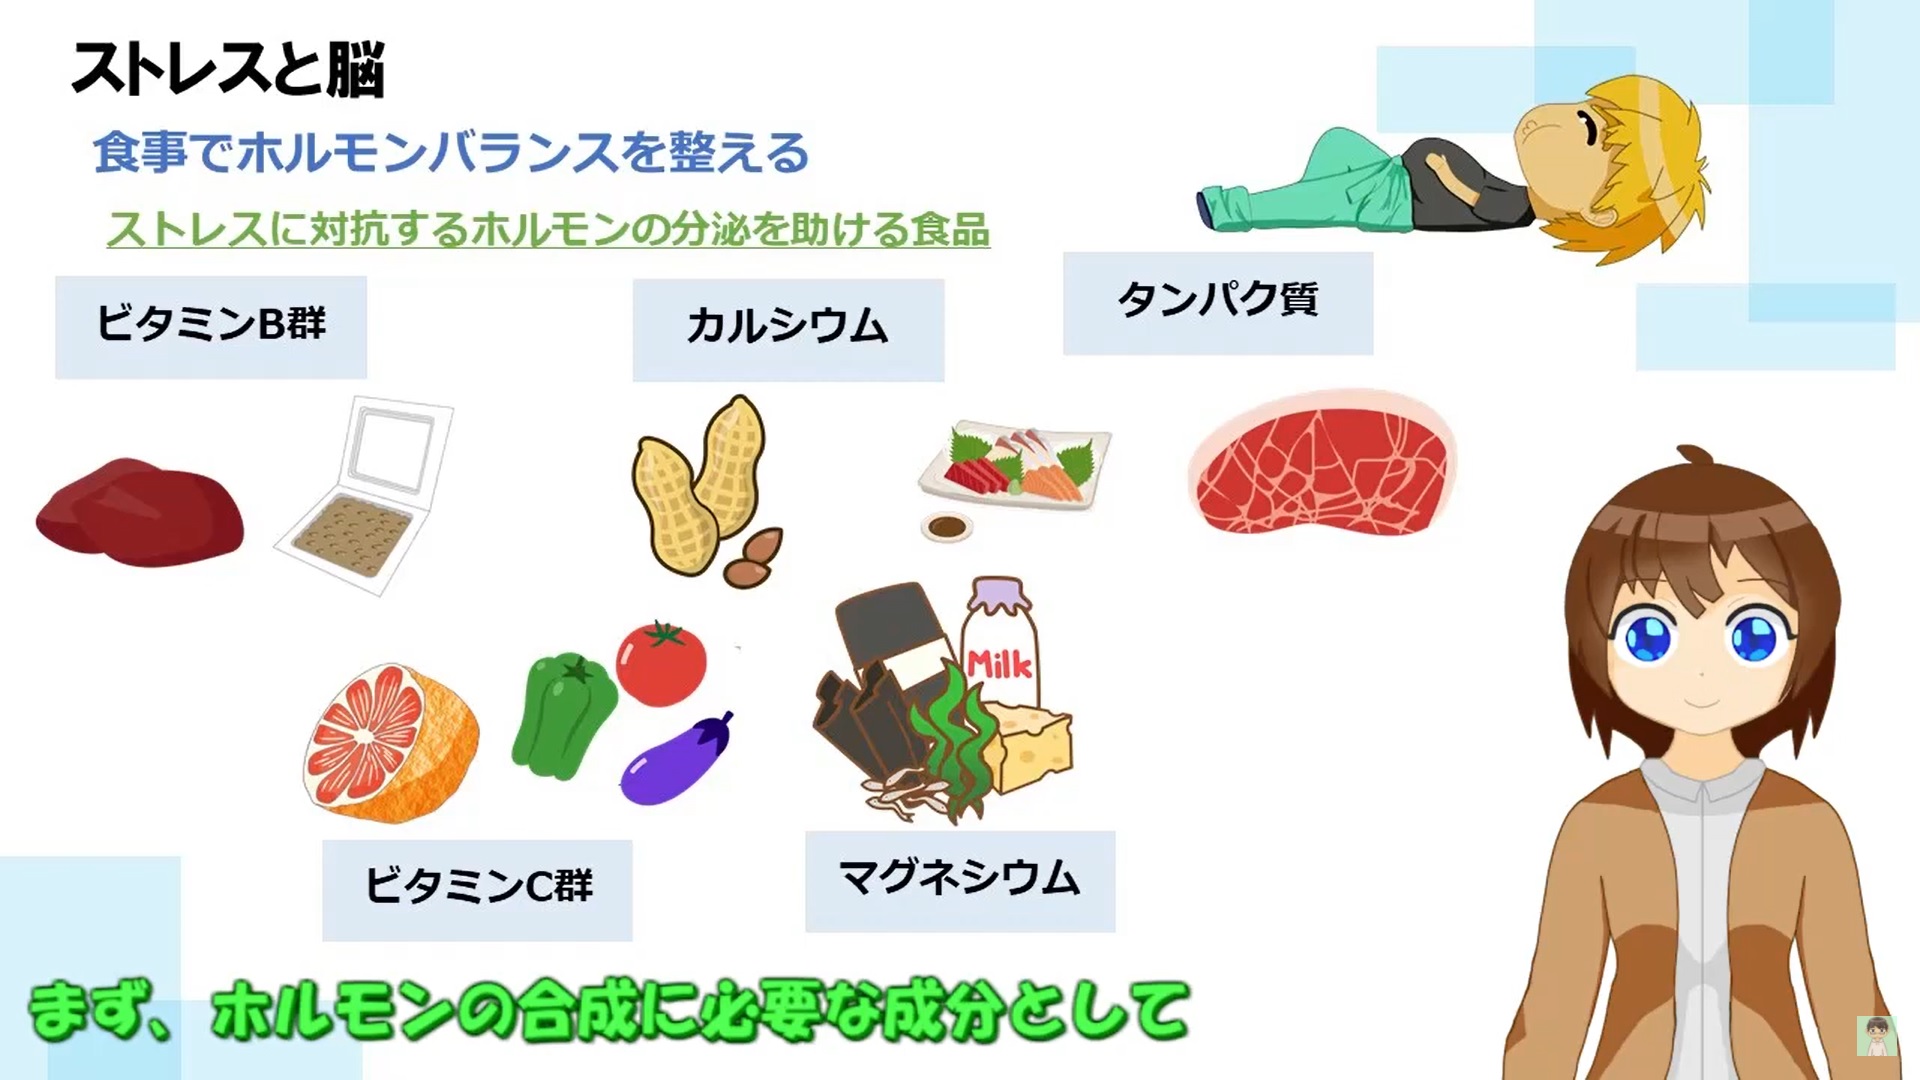 ストレスと脳
食事でホルモンバランスを整える
ストレスに対抗するホルモンの分泌を助ける食品
ビタミンB群
カルシウム
タンパク質
Milk
ビタミンC群
マグネシウム
まず、ホルモンの合成に必要な成分として